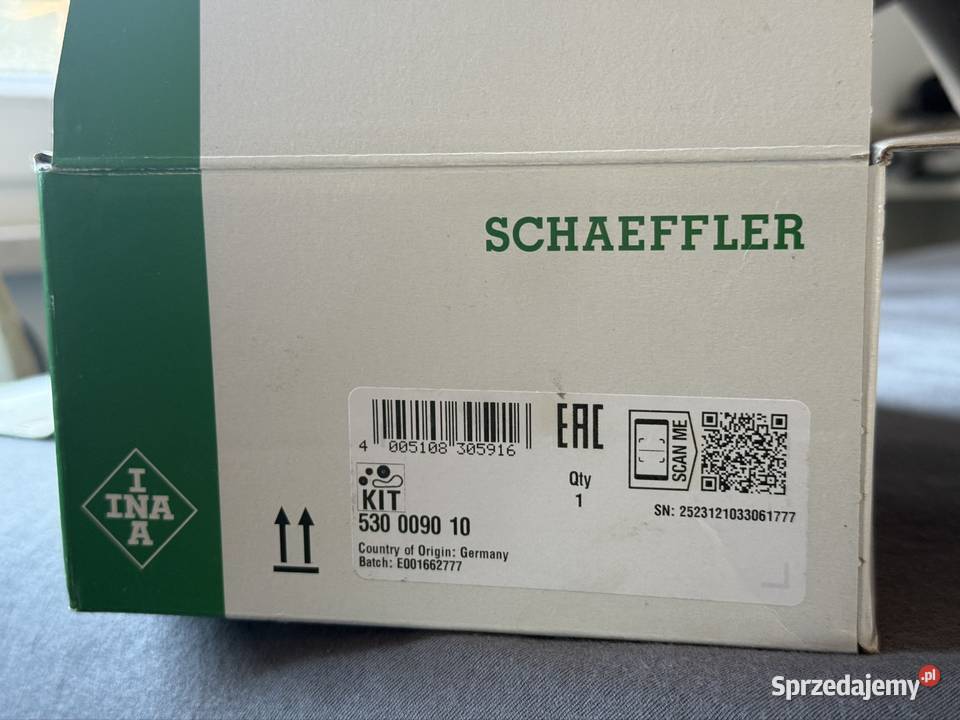 SCHAEFFLER
4 005108 305916
EAC
SCAN ME
Qty
1
KIT
530 0090 10
SN: 2523121033061777
Country of Origin: Germany
Batch: E001662777
INA
INA
Sprzedajemy.pl